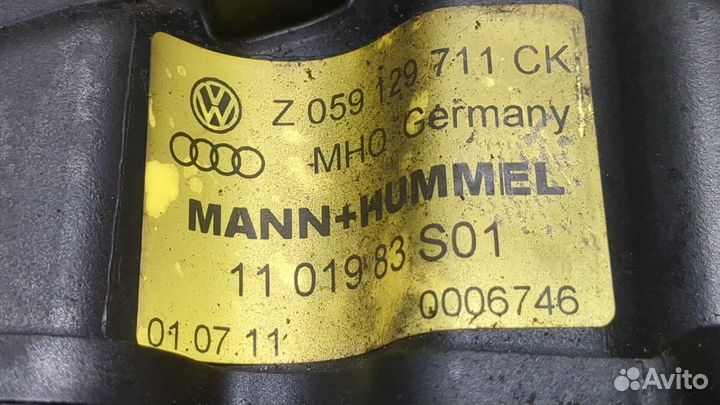 Z 059 129 711 CK
MHO Germany
MANN+HUMMEL
11 019 83 S01
01.07.11 0006746
Avito